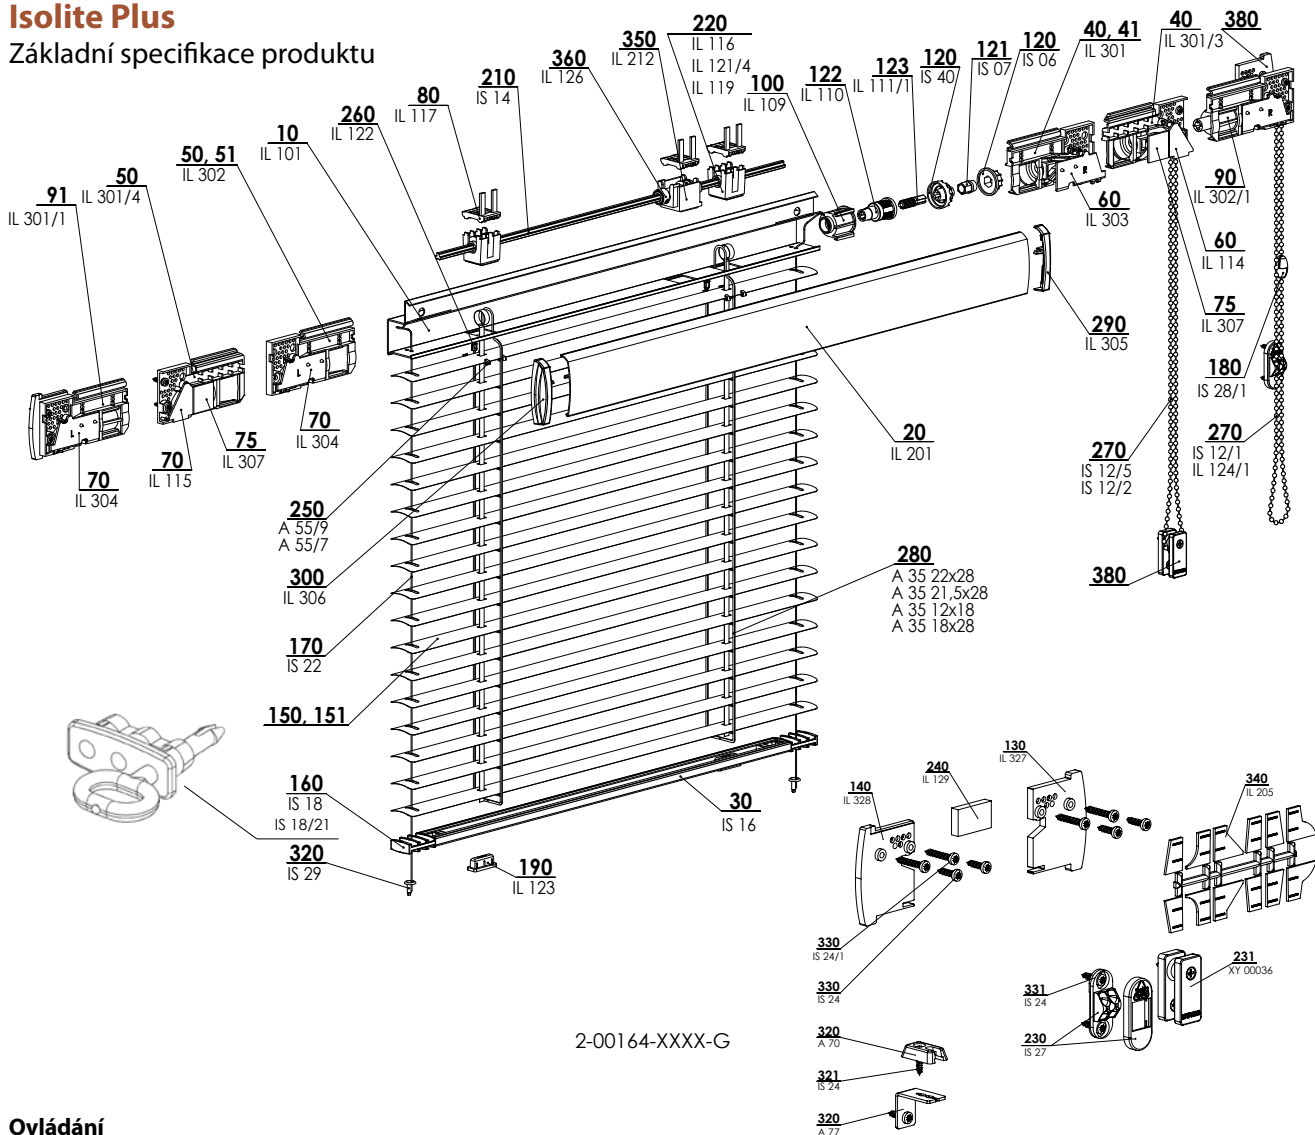 Isolite Plus
Základní specifikace produktu
220
IL 116
IL 121/4
IL 119
350
IL 212
360
IL 126
210
IS 14
80
IL 117
260
IL 122
10
IL 101
50, 51
IL 302
50
IL 301/4
91
IL 301/1
100
IL 109
122
IL 110
123
IL 111/1
120
IS 40
121
IS 07
120
IS 06
40, 41
IL 301
40
IL 301/3
380
60
IL 303
R
R
90
IL 302/1
60
IL 114
75
IL 307
290
IL 305
180
IS 28/1
20
IL 201
270
IS 12/5
IS 12/2
270
IS 12/1
IL 124/1
380
L
L
70
IL 304
75
IL 307
70
IL 115
70
IL 304
250
A 55/9
A 55/7
300
IL 306
170
IS 22
280
A 35 22x28
A 35 21,5x28
A 35 12x18
A 35 18x28
150, 151
160
IS 18
IS 18/21
320
IS 29
190
IL 123
30
IS 16
140
IL 328
240
IL 129
130
IL 327
340
IL 205
330
IS 24/1
330
IS 24
331
IS 24
231
XY 00036
230
IS 27
2-00164-XXXX-G
320
A 70
321
IS 24
320
A 77
Ovládání